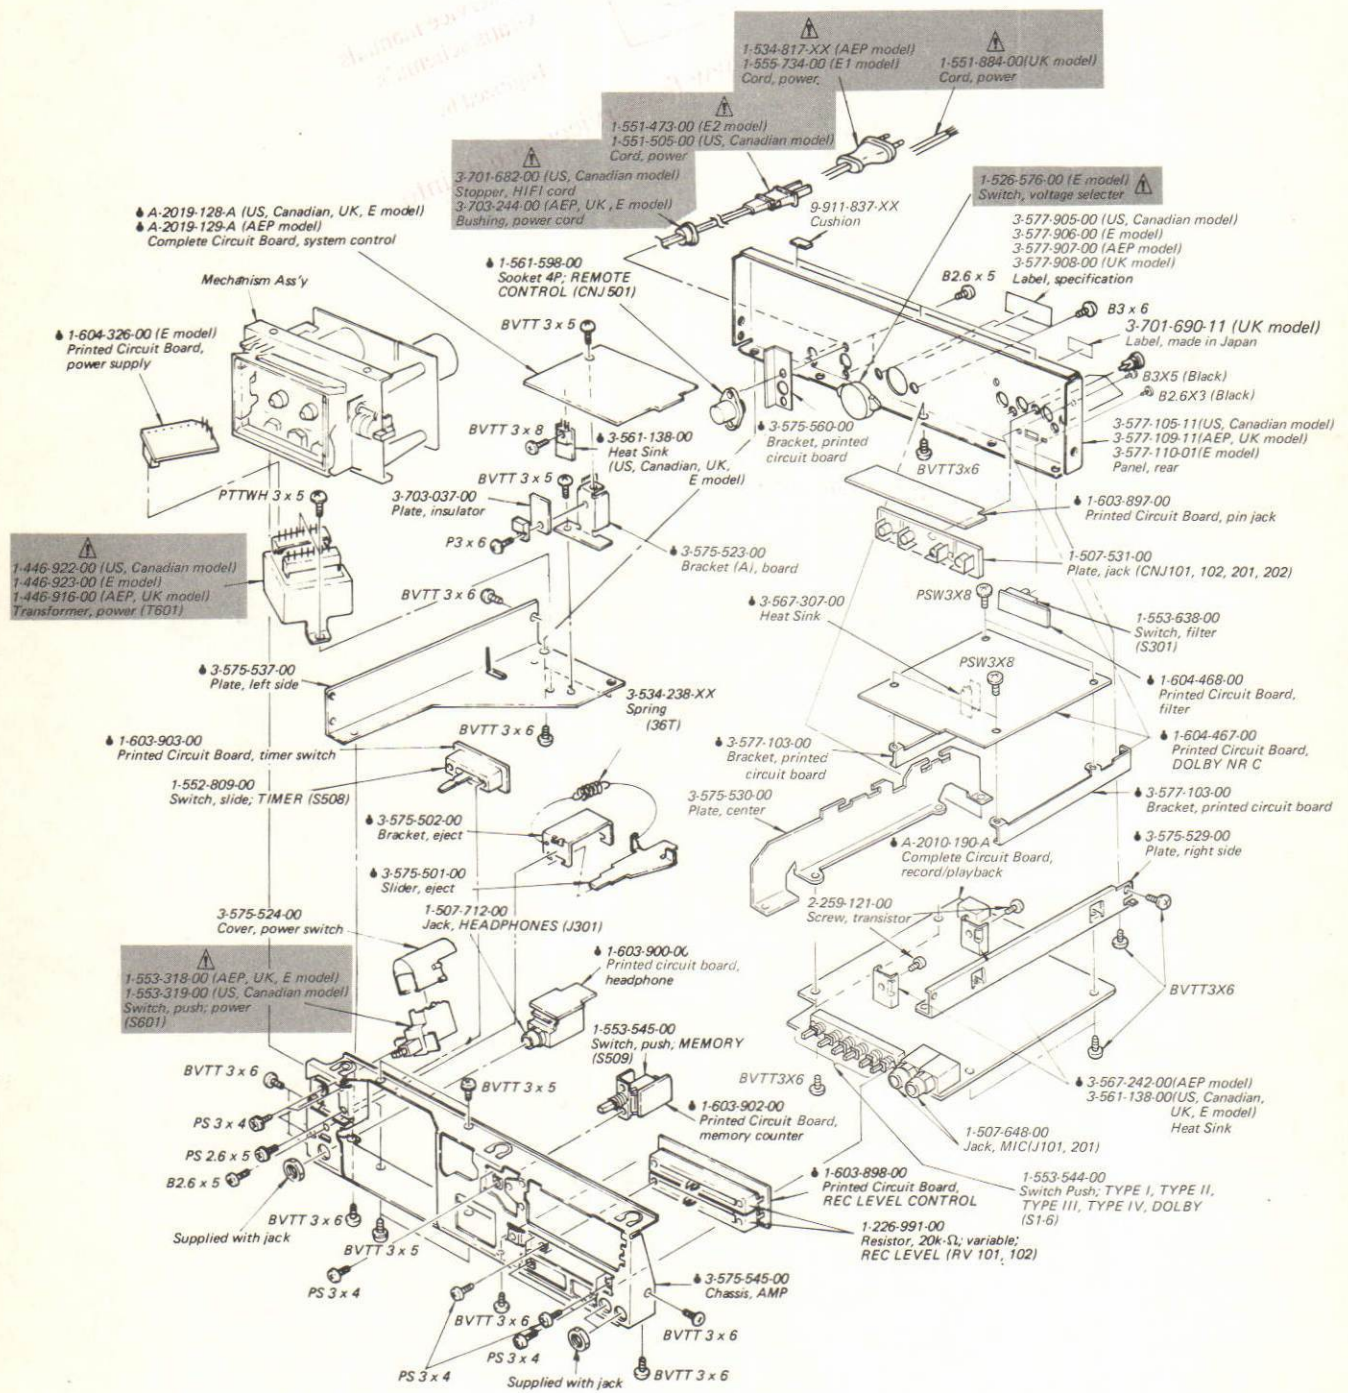 1-534-817-XX (AEP model)
1-555-734-00 (E1 model)
Cord, power
1-551-884-00(UK model)
Cord, power
1-551-473-00 (E2 model)
1-551-505-00 (US, Canadian model)
Cord, power
3-701-682-00 (US, Canadian model)
Stopper, HIFI cord
3-703-244-00 (AEP, UK, E model)
Bushing, power cord
1-526-576-00 (E model)
Switch, voltage selecter
9-911-837-XX
Cushion
A-2019-128-A (US, Canadian, UK, E model)
A-2019-129-A (AEP model)
Complete Circuit Board, system control
3-577-905-00 (US, Canadian model)
3-577-906-00 (E model)
3-577-907-00 (AEP model)
3-577-908-00 (UK model)
Label, specification
1-561-598-00
Sooket 4P; REMOTE
CONTROL (CNJ501)
B2.6 x 5
Mechanism Ass'y
B3 x 6
BVTT 3 x 5
3-701-690-11 (UK model)
Label, made in Japan
1-604-326-00 (E model)
Printed Circuit Board,
power supply
B3X5 (Black)
B2.6X3 (Black)
BVTT 3 x 8
3-561-138-00
Heat Sink
(US, Canadian, UK,
E model)
3-575-560-00
Bracket, printed
circuit board
3-577-105-11(US, Canadian model)
3-577-109-11(AEP, UK model)
3-577-110-01(E model)
Panel, rear
BVTT3x6
PTTWH 3 x 5
BVTT 3 x 5
3-703-037-00
Plate, insulator
P3 x 6
1-603-897-00
Printed Circuit Board, pin jack
1-446-922-00 (US, Canadian model)
1-446-923-00 (E model)
1-446-916-00 (AEP, UK model)
Transformer, power (T601)
3-575-523-00
Bracket (A), board
1-507-531-00
Plate, jack (CNJ101, 102, 201, 202)
BVTT 3 x 6
3-567-307-00
Heat Sink
PSW3X8
1-553-638-00
Switch, filter
(S301)
3-575-537-00
Plate, left side
PSW3X8
1-604-468-00
Printed Circuit Board,
filter
3-534-238-XX
Spring
(36T)
BVTT 3 x 6
1-603-903-00
Printed Circuit Board, timer switch
3-577-103-00
Bracket, printed
circuit board
1-604-467-00
Printed Circuit Board,
DOLBY NR C
1-552-809-00
Switch, slide; TIMER (S508)
3-575-530-00
Plate, center
3-577-103-00
Bracket, printed circuit board
3-575-502-00
Bracket, eject
A-2010-190-A
Complete Circuit Board,
record/playback
3-575-529-00
Plate, right side
3-575-501-00
Slider, eject
3-575-524-00
Cover, power switch
1-507-712-00
Jack, HEADPHONES (J301)
2-259-121-00
Screw, transistor
1-553-318-00 (AEP, UK, E model)
1-553-319-00 (US, Canadian model)
Switch, push; power
(S601)
1-603-900-00
Printed circuit board,
headphone
BVTT3X6
1-553-545-00
Switch, push; MEMORY
(S509)
BVTT 3 x 6
BVTT 3 x 5
BVTT3X6
3-567-242-00(AEP model)
3-561-138-00(US, Canadian,
UK, E model)
Heat Sink
PS 3 x 4
1-603-902-00
Printed Circuit Board,
memory counter
1-507-648-00
Jack, MIC(J101, 201)
PS 2.6 x 5
B2.6 x 5
1-603-898-00
Printed Circuit Board,
REC LEVEL CONTROL
1-553-544-00
Switch Push; TYPE I, TYPE II,
TYPE III, TYPE IV, DOLBY
(S1-6)
BVTT 3 x 6
Supplied with jack
BVTT 3 x 5
1-226-991-00
Resistor, 20k-Ω; variable;
REC LEVEL (RV 101, 102)
PS 3 x 4
3-575-545-00
Chassis, AMP
BVTT 3 x 6
BVTT 3 x 6
PS 3 x 4
PS 3 x 4
Supplied with jack
BVTT 3 x 6